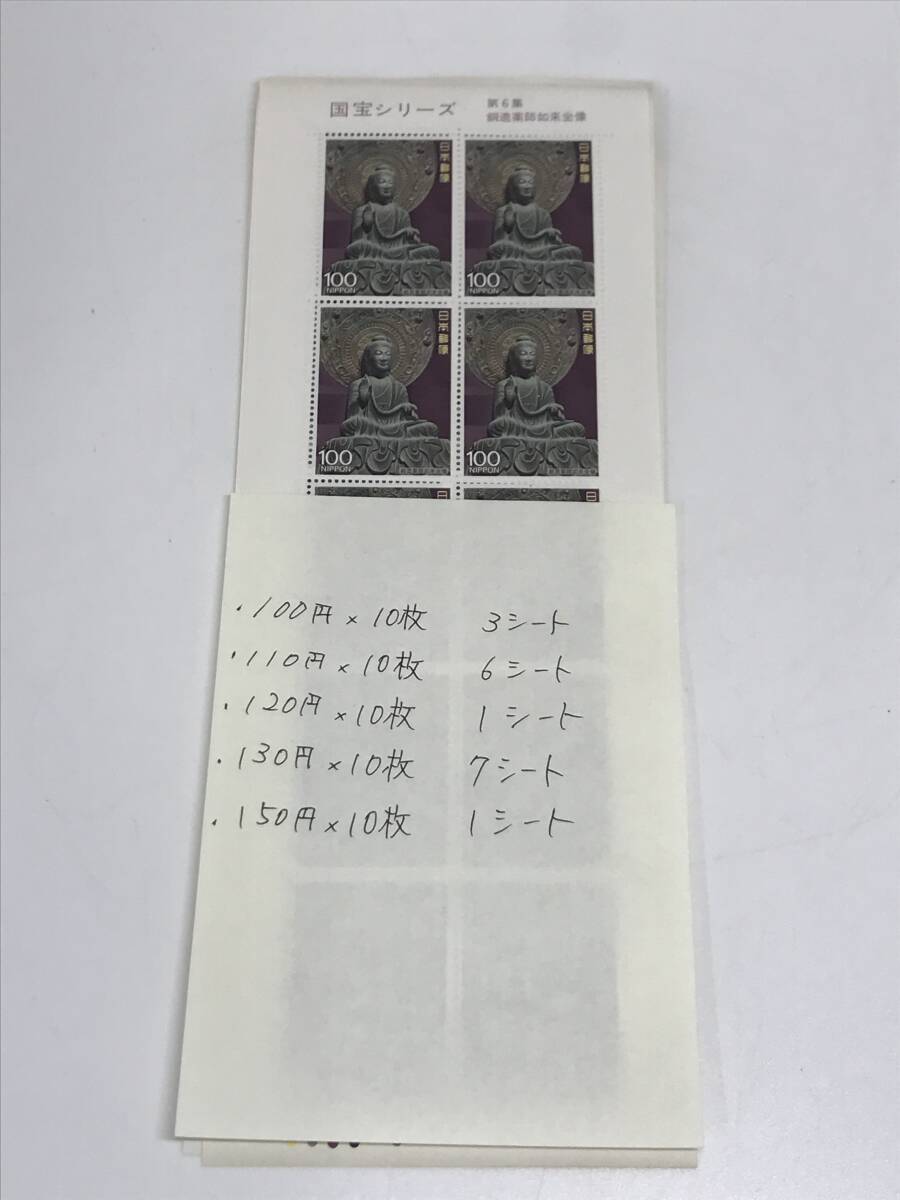 国宝シリーズ 第6集
銅造薬師如来坐像
日本郵便
100
NIPPON
日本郵便
100
NIPPON
日本郵便
100
NIPPON
日本郵便
100
NIPPON
日
日
・100円×10枚 3シート
・110円×10枚 6シート
・120円×10枚 1シート
・130円×10枚 7シート
・150円×10枚 1シート